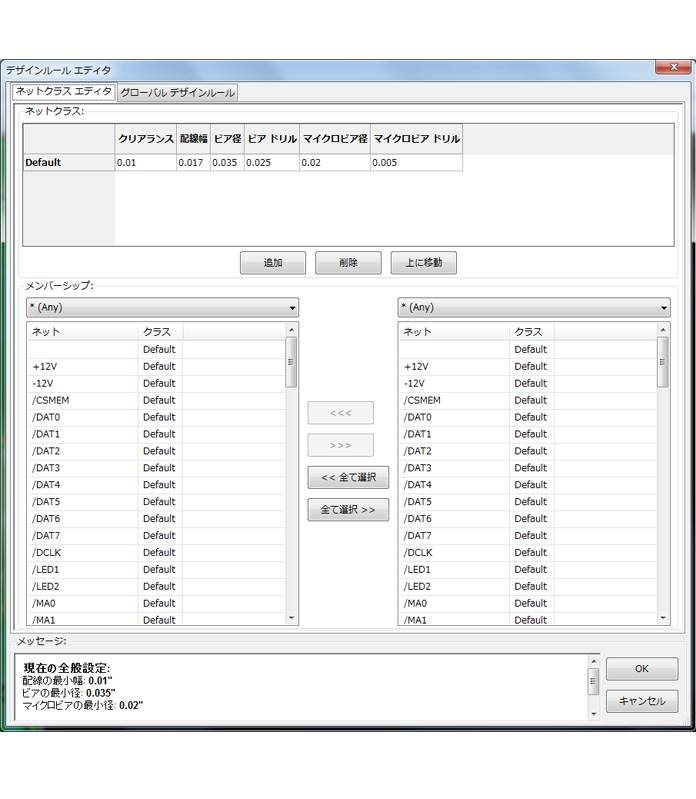 デザインルール エディタ
ネットクラス エディタ グローバル デザインルール
ネットクラス:
クリアランス 配線幅 ビア径 ビア ドリル マイクロビア径 マイクロビア ドリル
Default 0.01 0.017 0.035 0.025 0.02 0.005
追加 削除 上に移動
メンバーシップ:
* (Any) * (Any)
ネット クラス ネット クラス
Default Default
+12V Default +12V Default
-12V Default -12V Default
/CSMEM Default /CSMEM Default
/DAT0 Default /DAT0 Default
<<<
/DAT1 Default /DAT1 Default
>>>
/DAT2 Default /DAT2 Default
/DAT3 Default /DAT3 Default
<< 全て選択
/DAT4 Default /DAT4 Default
/DAT5 Default /DAT5 Default
全て選択 >>
/DAT6 Default /DAT6 Default
/DAT7 Default /DAT7 Default
/DCLK Default /DCLK Default
/LED1 Default /LED1 Default
/LED2 Default /LED2 Default
/MA0 Default /MA0 Default
/MA1 Default /MA1 Default
メッセージ:
現在の全般設定:
配線の最小幅: 0.01"
ビアの最小径: 0.035"
マイクロビアの最小径: 0.02"
OK
キャンセル